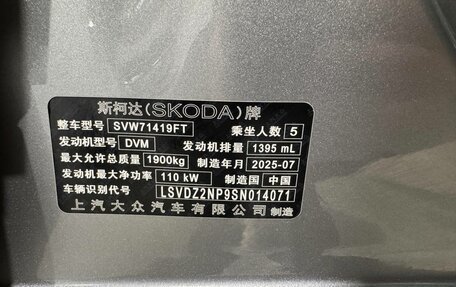 斯柯达(SKODA)牌
整车型号 SVW71419FT 乘坐人数 5
发动机型号 DVM 发动机排量 1395 mL
最大允许总质量 1900kg 制造年月 2025-07
发动机最大净功率 110 kW 制造国 中国
车辆识别代号 LSVDZ2NP9SN014071
上汽大众汽车有限公司 制造